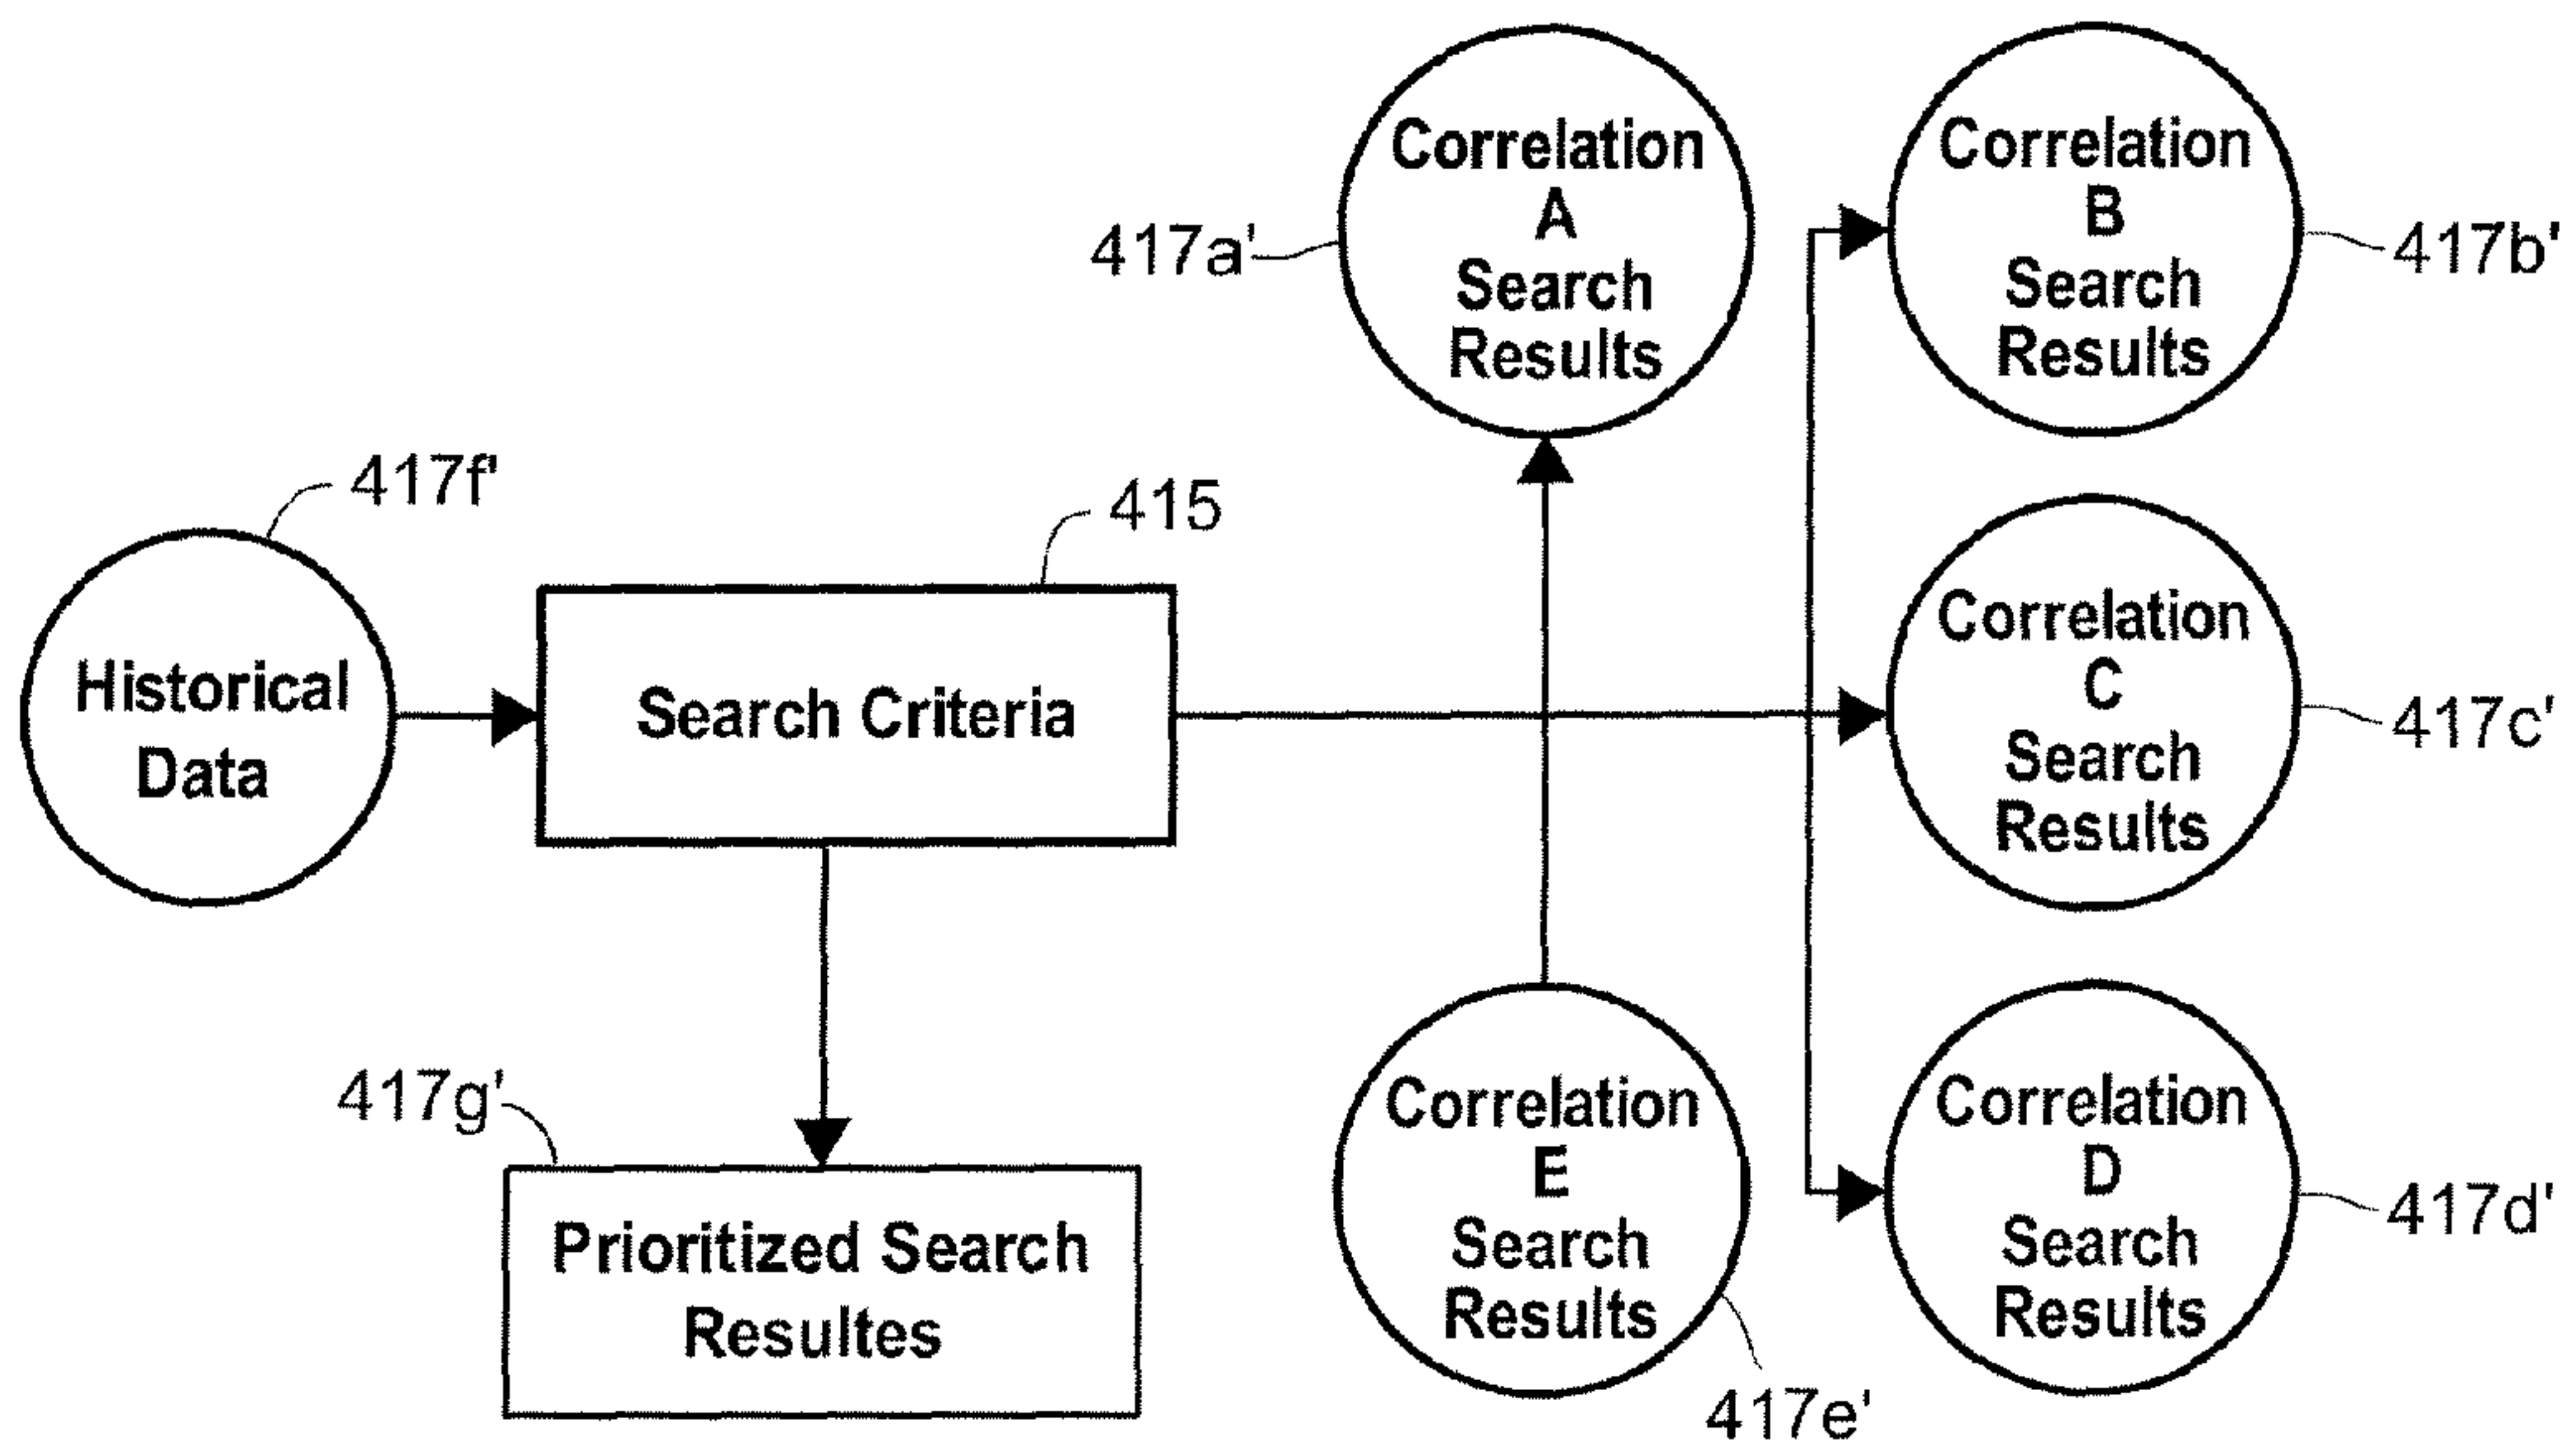 Correlation
A
Search
Results
417a'
Correlation
B
Search
Results
417b'
417f'
Historical
Data
415
Search Criteria
Correlation
C
Search
Results
417c'
417g'
Prioritized Search
Resultes
Correlation
E
Search
Results
417e'
Correlation
D
Search
Results
417d'